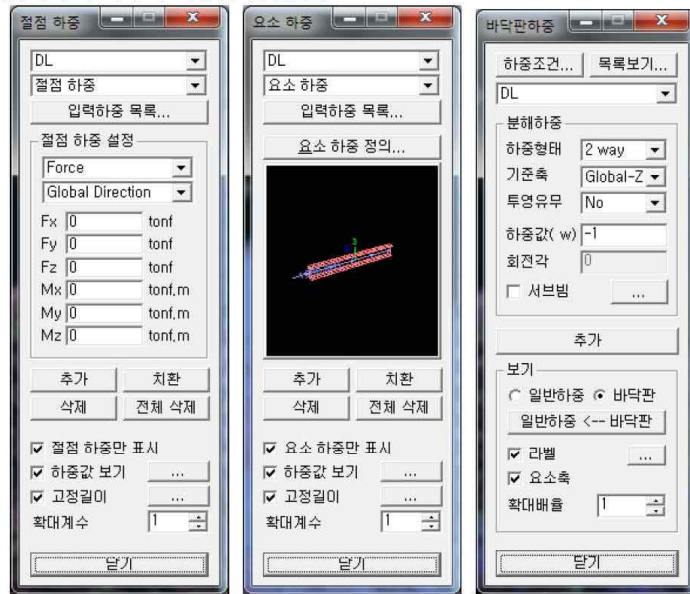 절점 하중
DL
절점 하중
입력하중 목록...
절점 하중 설정
Force
Global Direction
Fx 0 tonf
Fy 0 tonf
Fz 0 tonf
Mx 0 tonf,m
My 0 tonf,m
Mz 0 tonf,m
추가 치환
삭제 전체 삭제
절점 하중만 표시
하중값 보기 ...
고정길이 ...
확대계수 1
닫기
요소 하중
DL
요소 하중
입력하중 목록...
요소 하중 정의...
3
추가 치환
삭제 전체 삭제
요소 하중만 표시
하중값 보기 ...
고정길이 ...
확대계수 1
닫기
바닥판하중
하중조건... 목록보기...
DL
분해하중
하중형태 2 way
기준축 Global-Z
투영유무 No
하중값( w) -1
회전각 0
서브빔 ...
추가
보기
일반하중 바닥판
일반하중 <-- 바닥판
라벨 ...
요소축
확대배율 1
닫기